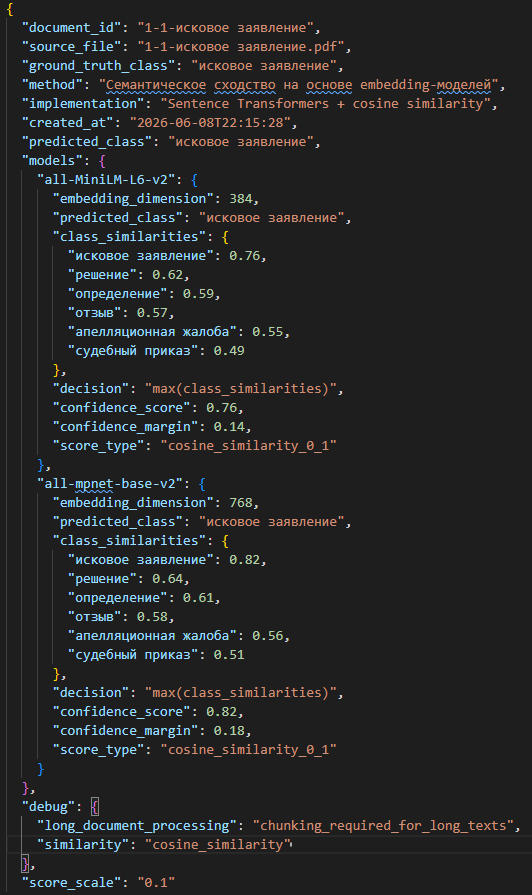 {
"document_id": "1-1-исковое заявление",
"source_file": "1-1-исковое заявление.pdf",
"ground_truth_class": "исковое заявление",
"method": "Семантическое сходство на основе embedding-моделей",
"implementation": "Sentence Transformers + cosine similarity",
"created_at": "2026-06-08T22:15:28",
"predicted_class": "исковое заявление",
"models": {
"all-MiniLM-L6-v2": {
"embedding_dimension": 384,
"predicted_class": "исковое заявление",
"class_similarities": {
"исковое заявление": 0.76,
"решение": 0.62,
"определение": 0.59,
"отзыв": 0.57,
"апелляционная жалоба": 0.55,
"судебный приказ": 0.49
},
"decision": "max(class_similarities)",
"confidence_score": 0.76,
"confidence_margin": 0.14,
"score_type": "cosine_similarity_0_1"
},
"all-mpnet-base-v2": {
"embedding_dimension": 768,
"predicted_class": "исковое заявление",
"class_similarities": {
"исковое заявление": 0.82,
"решение": 0.64,
"определение": 0.61,
"отзыв": 0.58,
"апелляционная жалоба": 0.56,
"судебный приказ": 0.51
},
"decision": "max(class_similarities)",
"confidence_score": 0.82,
"confidence_margin": 0.18,
"score_type": "cosine_similarity_0_1"
}
},
"debug": {
"long_document_processing": "chunking_required_for_long_texts",
"similarity": "cosine_similarity"
},
"score_scale": "0.1"